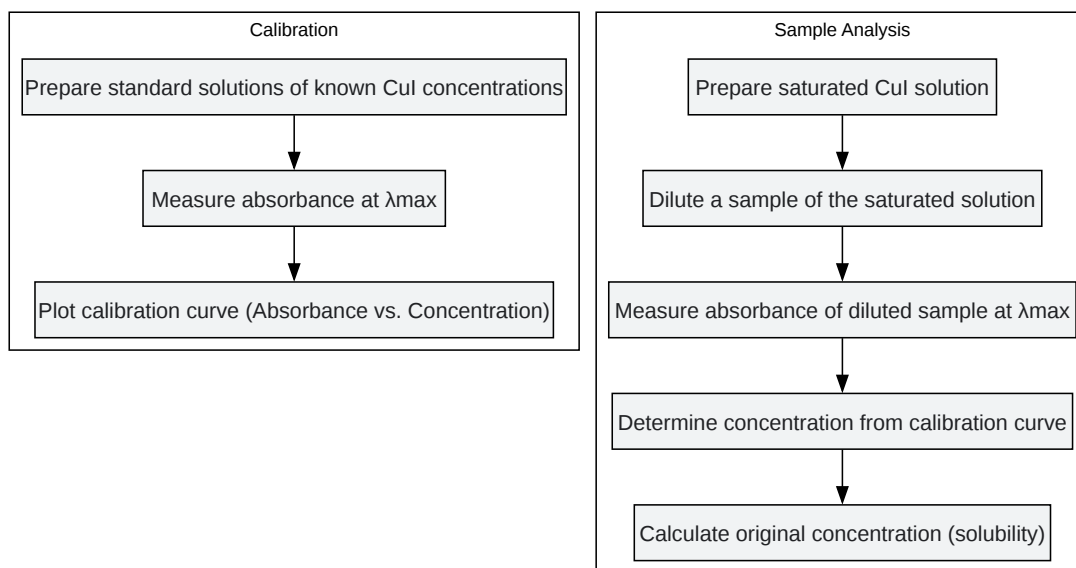 Calibration
Prepare standard solutions of known CuI concentrations
Measure absorbance at λmax
Plot calibration curve (Absorbance vs. Concentration)
Sample Analysis
Prepare saturated CuI solution
Dilute a sample of the saturated solution
Measure absorbance of diluted sample at λmax
Determine concentration from calibration curve
Calculate original concentration (solubility)